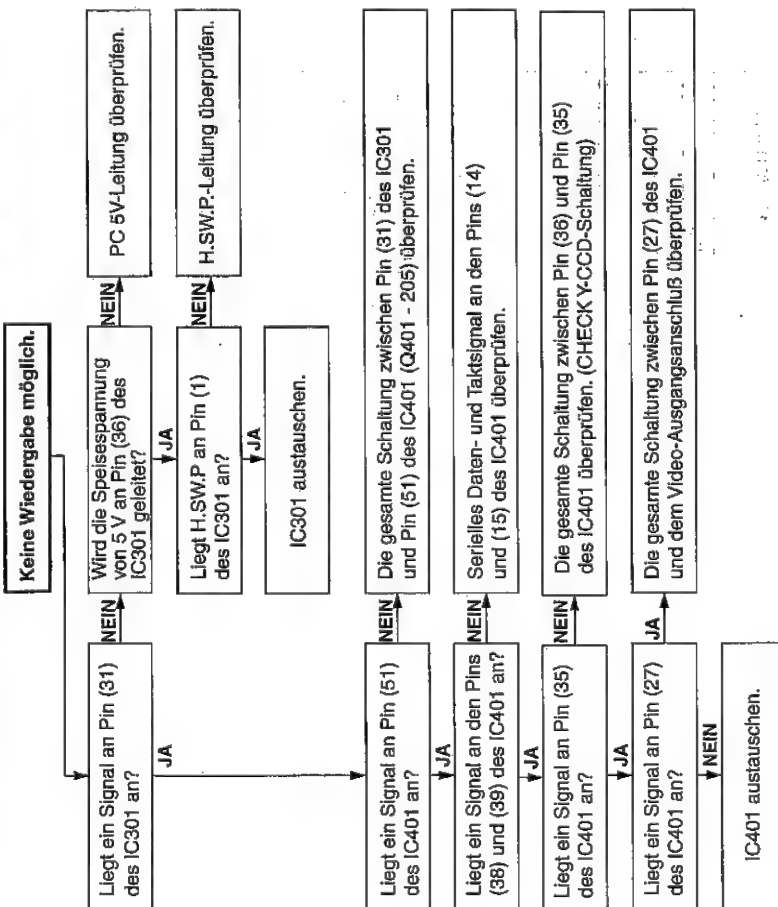 Keine Wiedergabe möglich.
Liegt ein Signal an Pin (31)
des IC301 an?
NEIN
Wird die Speisespannung
von 5 V an Pin (36) des
IC301 geleitet?
NEIN
PC 5V-Leitung überprüfen.
JA
Liegt H.SW.P an Pin (1)
des IC301 an?
NEIN
H.SW.P.-Leitung überprüfen.
JA
IC301 austauschen.
JA
Liegt ein Signal an Pin (51)
des IC401 an?
NEIN
Die gesamte Schaltung zwischen Pin (31) des IC301
und Pin (51) des IC401 (Q401 - 205) überprüfen.
JA
Liegt ein Signal an den Pins
(38) und (39) des IC401 an?
NEIN
Serielles Daten- und Taktsignal an den Pins (14)
und (15) des IC401 überprüfen.
JA
Liegt ein Signal an Pin (35)
des IC401 an?
NEIN
Die gesamte Schaltung zwischen Pin (36) und Pin (35)
des IC401 überprüfen. (CHECK Y-CCD-Schaltung)
JA
Liegt ein Signal an Pin (27)
des IC401 an?
JA
Die gesamte Schaltung zwischen Pin (27) des IC401
und dem Video-Ausgangsanschluß überprüfen.
NEIN
IC401 austauschen.